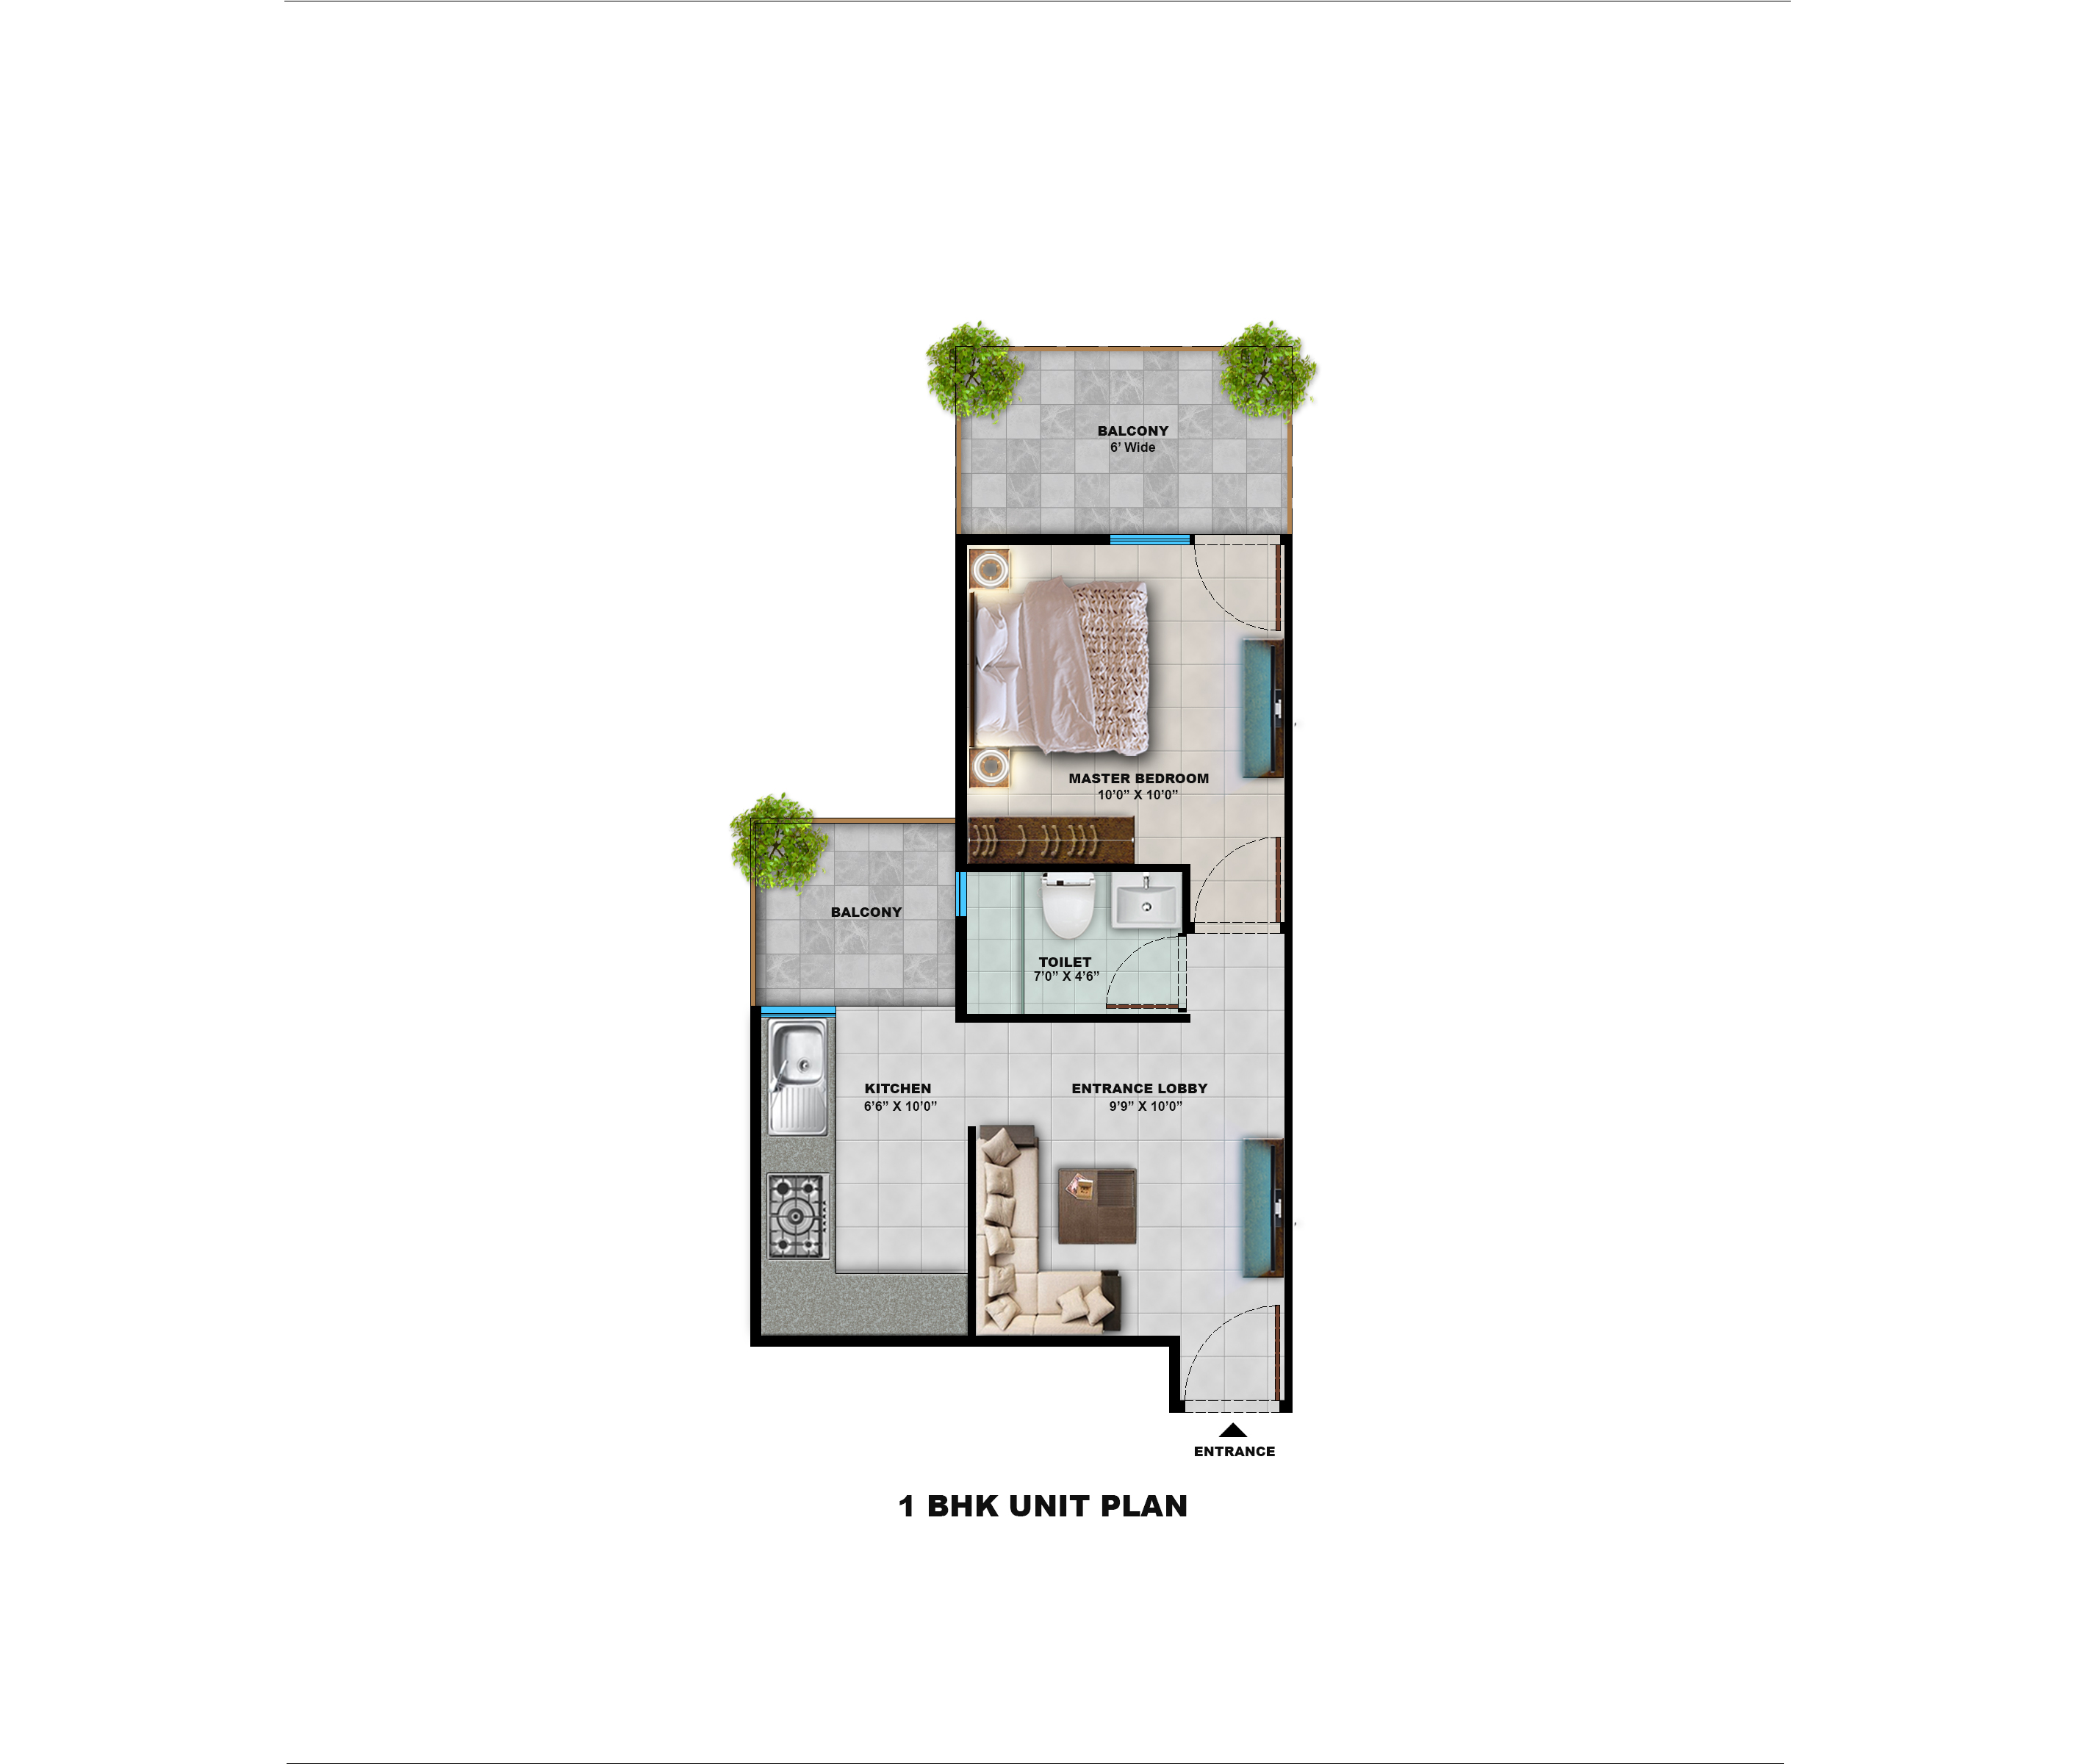 BALCONY
6’ Wide
MASTER BEDROOM
10’0” X 10’0”
BALCONY
TOILET
7’0” X 4’6”
KITCHEN
6’6” X 10’0”
ENTRANCE LOBBY
9’9” X 10’0”
ENTRANCE
1 BHK UNIT PLAN